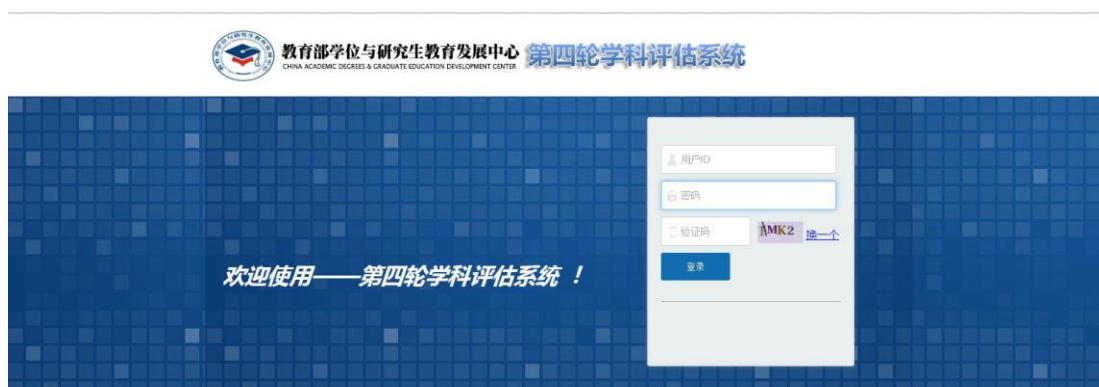 教育部学位与研究生教育发展中心 第四轮学科评估系统
CHINA ACADEMIC DEGREES & GRADUATE EDUCATION DEVELOPMENT CENTER
用户ID
密码
验证码 MK2 换一个
登录
欢迎使用——第四轮学科评估系统 !